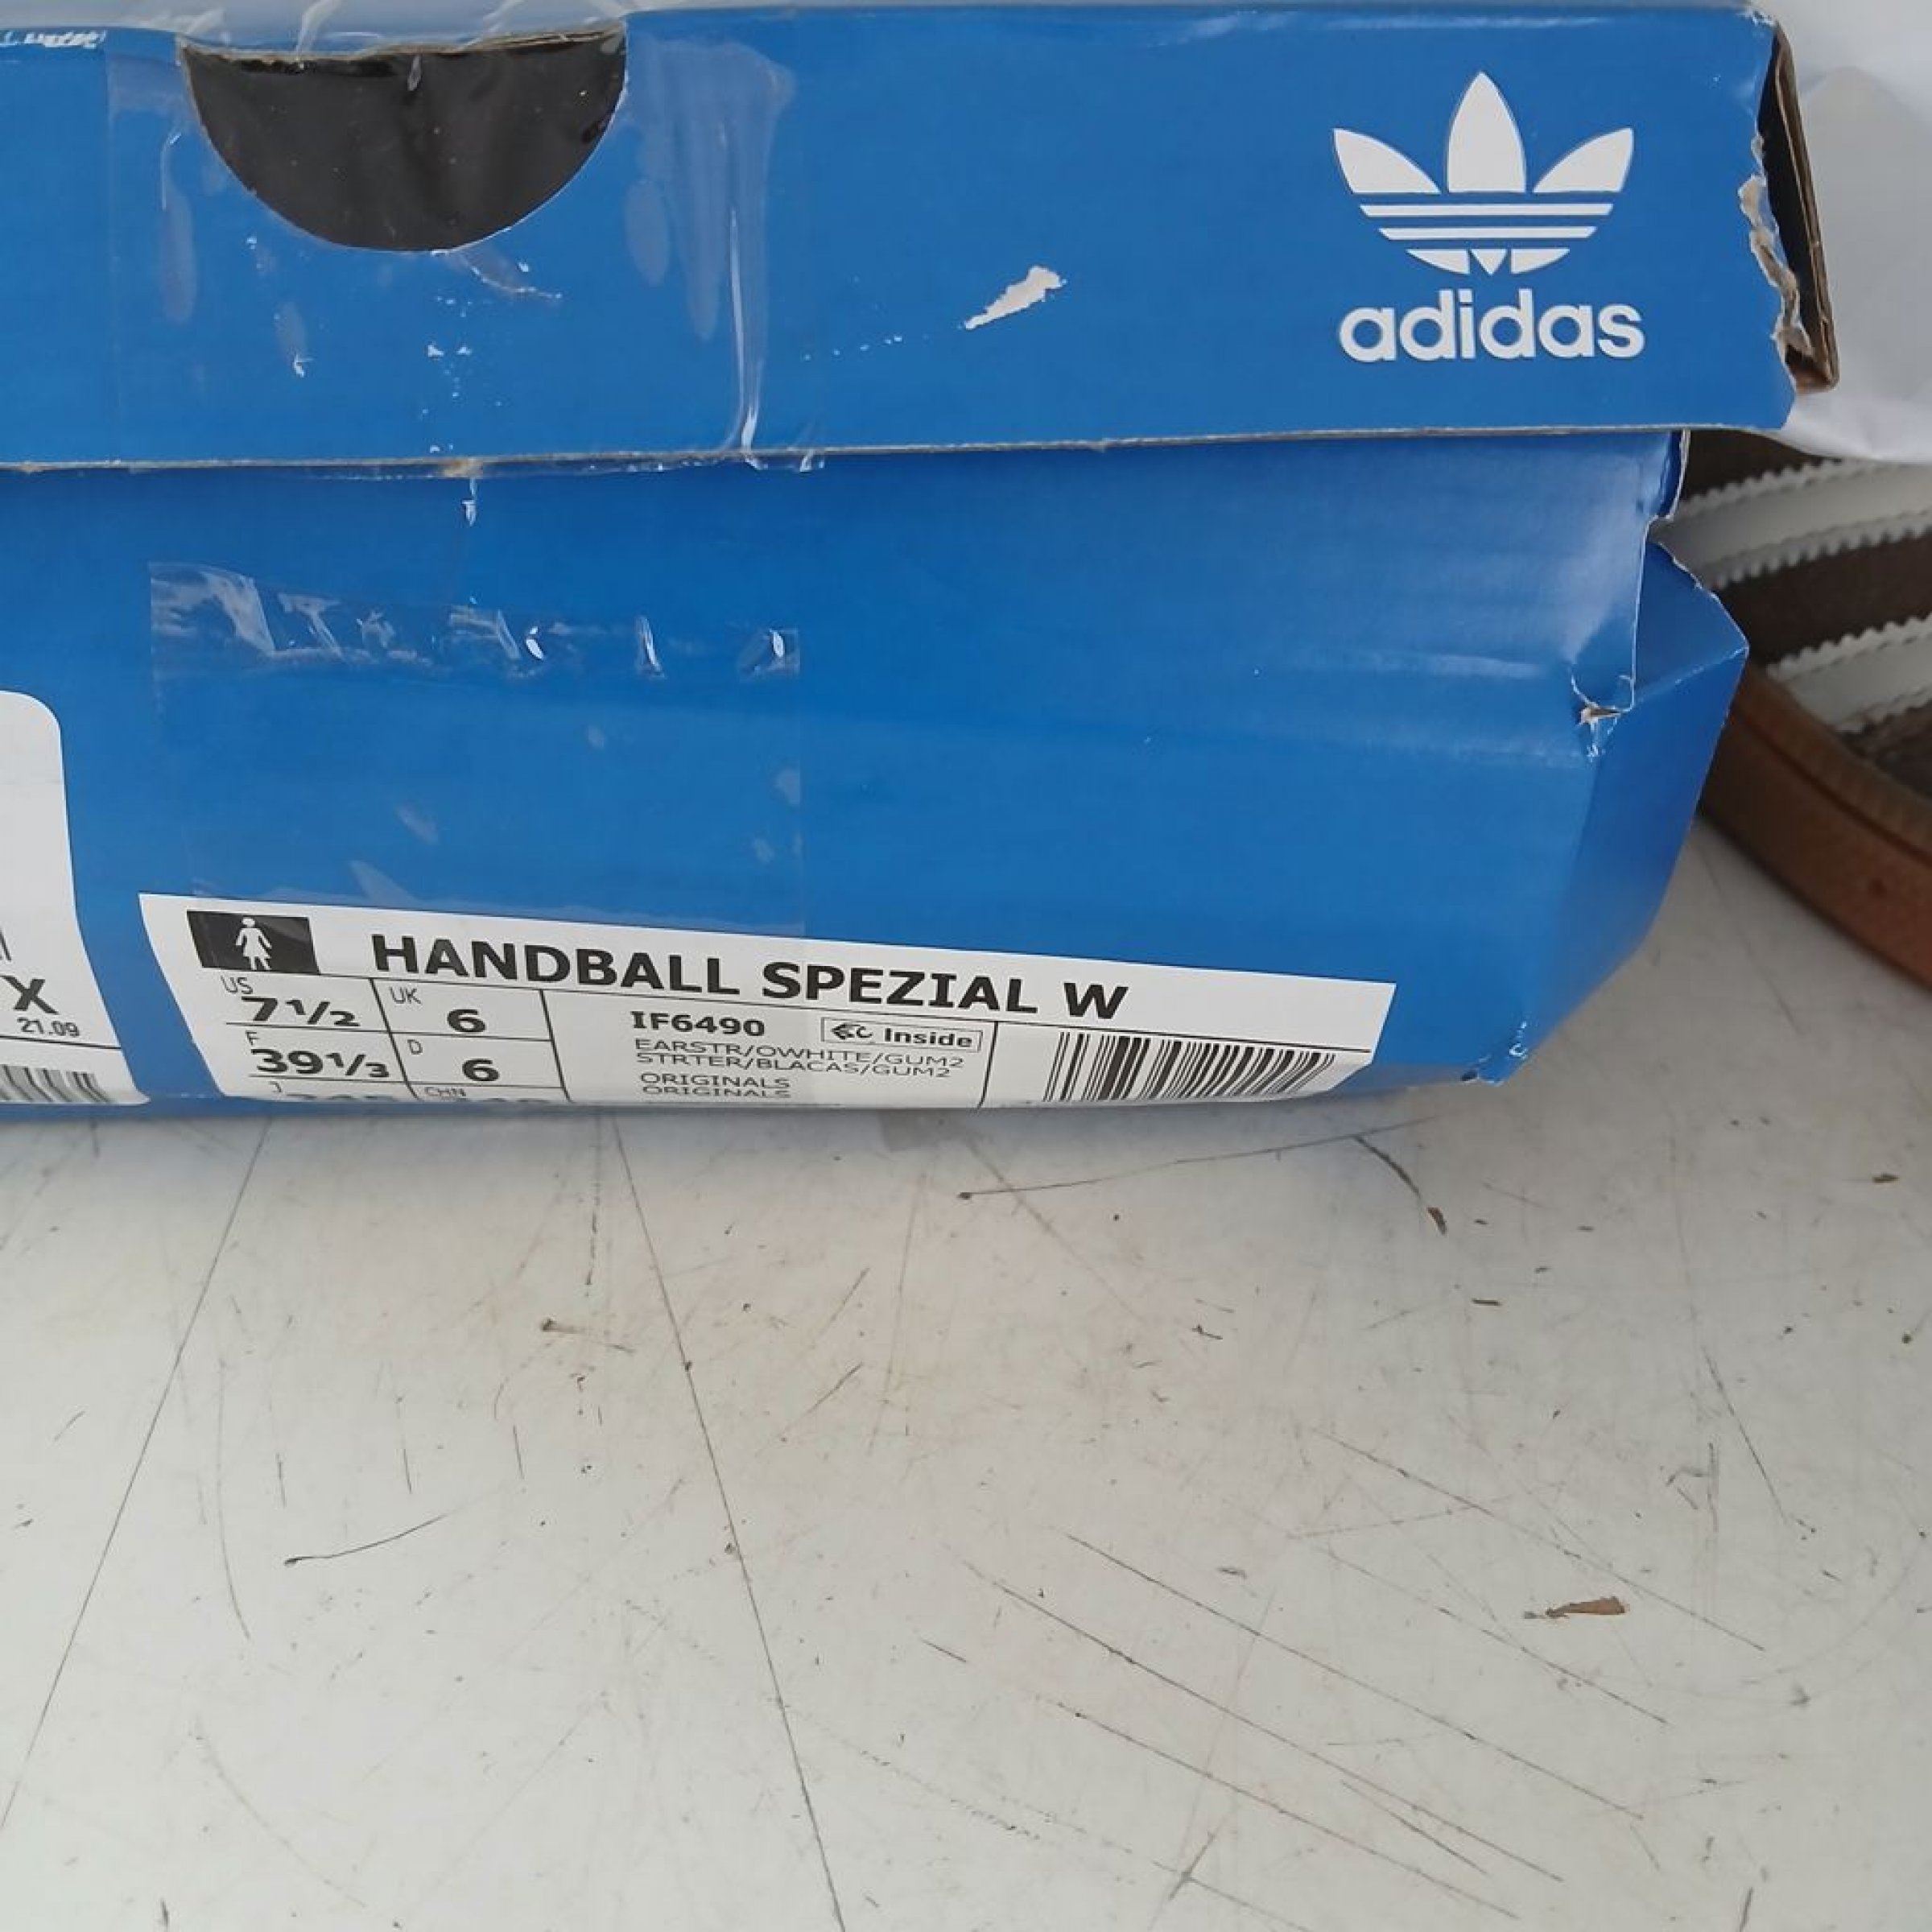 adidas
X
21.09
HANDBALL SPEZIAL W
US 7½ UK 6
F 39⅓ D 6
J CHN
IF6490 Inside
EARSTR/OWHITE/GUM2
STRTER/BLACAS/GUM2
ORIGINALS
ORIGINALS